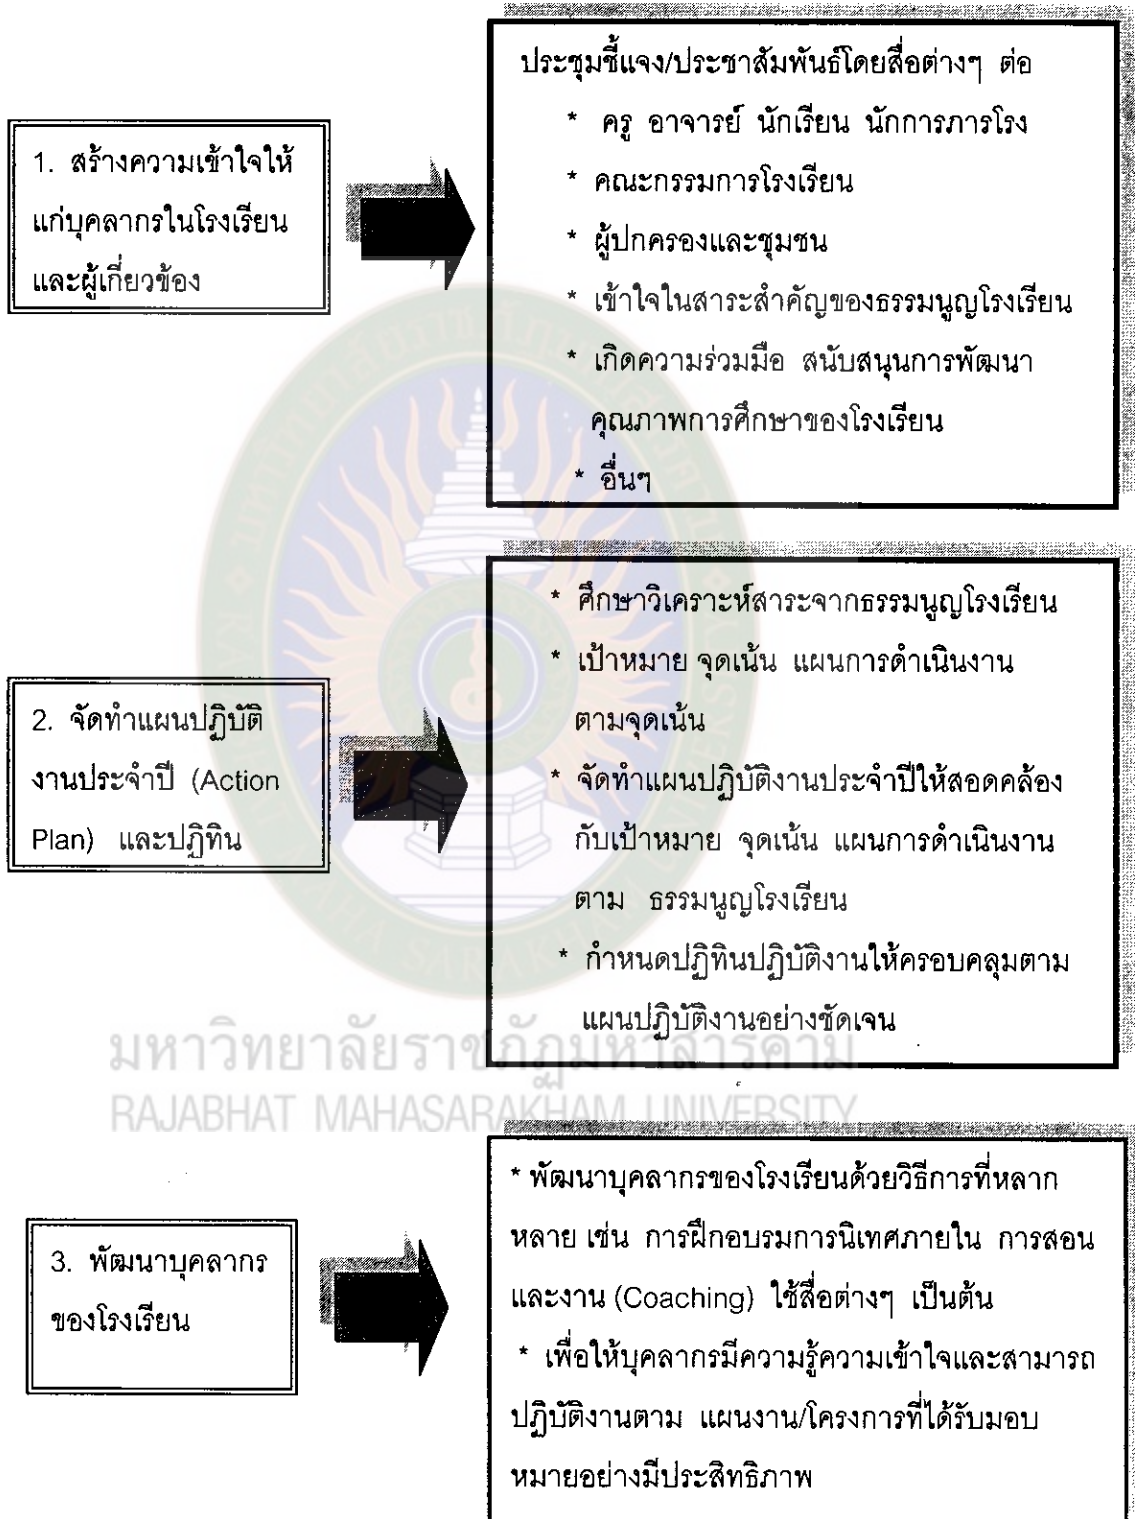 1. สร้างความเข้าใจให้
แก่บุคลากรในโรงเรียน
และผู้เกี่ยวข้อง
ประชุมชี้แจง/ประชาสัมพันธ์โดยสื่อต่างๆ ต่อ
* ครู อาจารย์ นักเรียน นักการภารโรง
* คณะกรรมการโรงเรียน
* ผู้ปกครองและชุมชน
* เข้าใจในสาระสำคัญของธรรมนูญโรงเรียน
* เกิดความร่วมมือ สนับสนุนการพัฒนา
คุณภาพการศึกษาของโรงเรียน
* อื่นๆ
2. จัดทำแผนปฏิบัติ
งานประจำปี (Action
Plan) และปฏิทิน
* ศึกษาวิเคราะห์สาระจากธรรมนูญโรงเรียน
* เป้าหมาย จุดเน้น แผนการดำเนินงาน
ตามจุดเน้น
* จัดทำแผนปฏิบัติงานประจำปีให้สอดคล้อง
กับเป้าหมาย จุดเน้น แผนการดำเนินงาน
ตาม ธรรมนูญโรงเรียน
* กำหนดปฏิทินปฏิบัติงานให้ครอบคลุมตาม
แผนปฏิบัติงานอย่างชัดเจน
มหาวิทยาลัยราชภัฏมหาสารคาม
RAJABHAT MAHASARAKHAM UNIVERSITY
3. พัฒนาบุคลากร
ของโรงเรียน
* พัฒนาบุคลากรของโรงเรียนด้วยวิธีการที่หลาก
หลาย เช่น การฝึกอบรมการนิเทศภายใน การสอน
และงาน (Coaching) ใช้สื่อต่างๆ เป็นต้น
* เพื่อให้บุคลากรมีความรู้ความเข้าใจและสามารถ
ปฏิบัติงานตาม แผนงาน/โครงการที่ได้รับมอบ
หมายอย่างมีประสิทธิภาพ